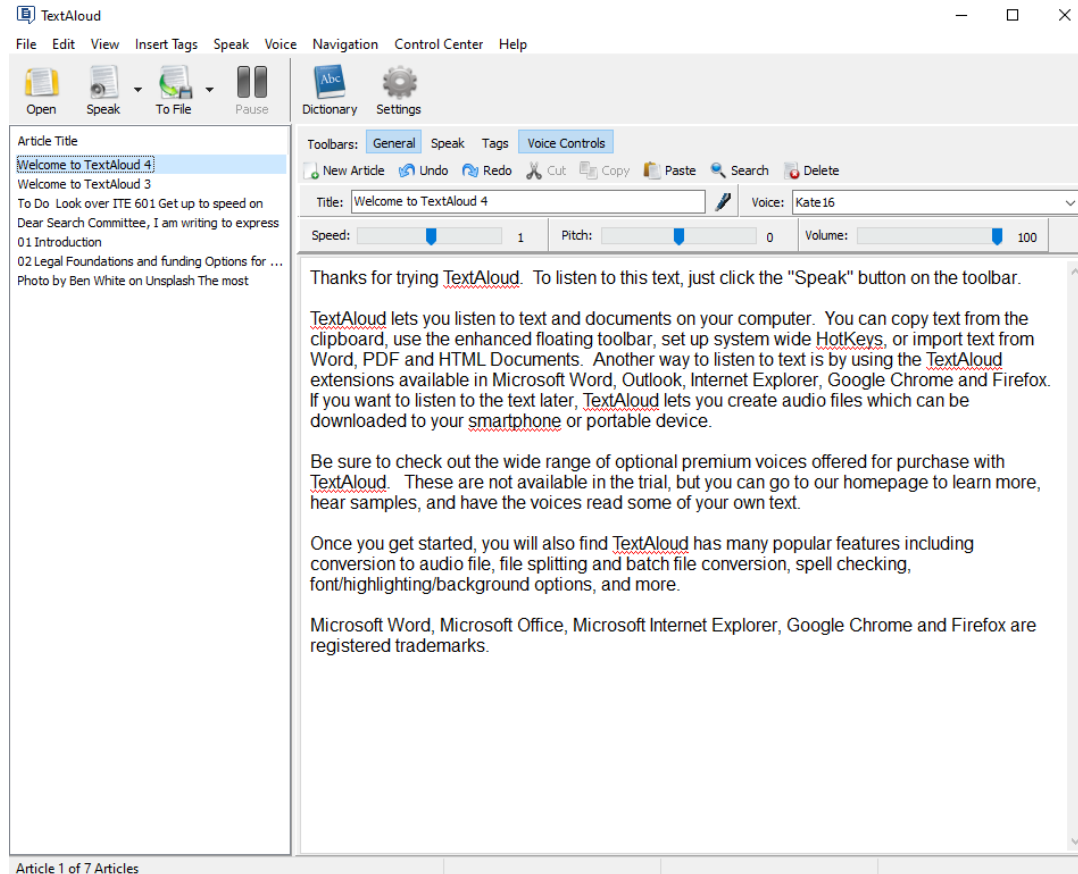 TextAloud
File Edit View Insert Tags Speak Voice Navigation Control Center Help
Open Speak To File Pause Abc Dictionary Settings
Article Title
Welcome to TextAloud 4
Welcome to TextAloud 3
To Do Look over ITE 601 Get up to speed on
Dear Search Committee, I am writing to express
01 Introduction
02 Legal Foundations and funding Options for ...
Photo by Ben White on Unsplash The most
Toolbars: General Speak Tags Voice Controls
New Article Undo Redo Cut Copy Paste Search Delete
Title: Welcome to TextAloud 4 Voice: Kate16
Speed: 1 Pitch: 0 Volume: 100
Thanks for trying TextAloud. To listen to this text, just click the "Speak" button on the toolbar.
TextAloud lets you listen to text and documents on your computer. You can copy text from the
clipboard, use the enhanced floating toolbar, set up system wide HotKeys, or import text from
Word, PDF and HTML Documents. Another way to listen to text is by using the TextAloud
extensions available in Microsoft Word, Outlook, Internet Explorer, Google Chrome and Firefox.
If you want to listen to the text later, TextAloud lets you create audio files which can be
downloaded to your smartphone or portable device.
Be sure to check out the wide range of optional premium voices offered for purchase with
TextAloud. These are not available in the trial, but you can go to our homepage to learn more,
hear samples, and have the voices read some of your own text.
Once you get started, you will also find TextAloud has many popular features including
conversion to audio file, file splitting and batch file conversion, spell checking,
font/highlighting/background options, and more.
Microsoft Word, Microsoft Office, Microsoft Internet Explorer, Google Chrome and Firefox are
registered trademarks.
Article 1 of 7 Articles